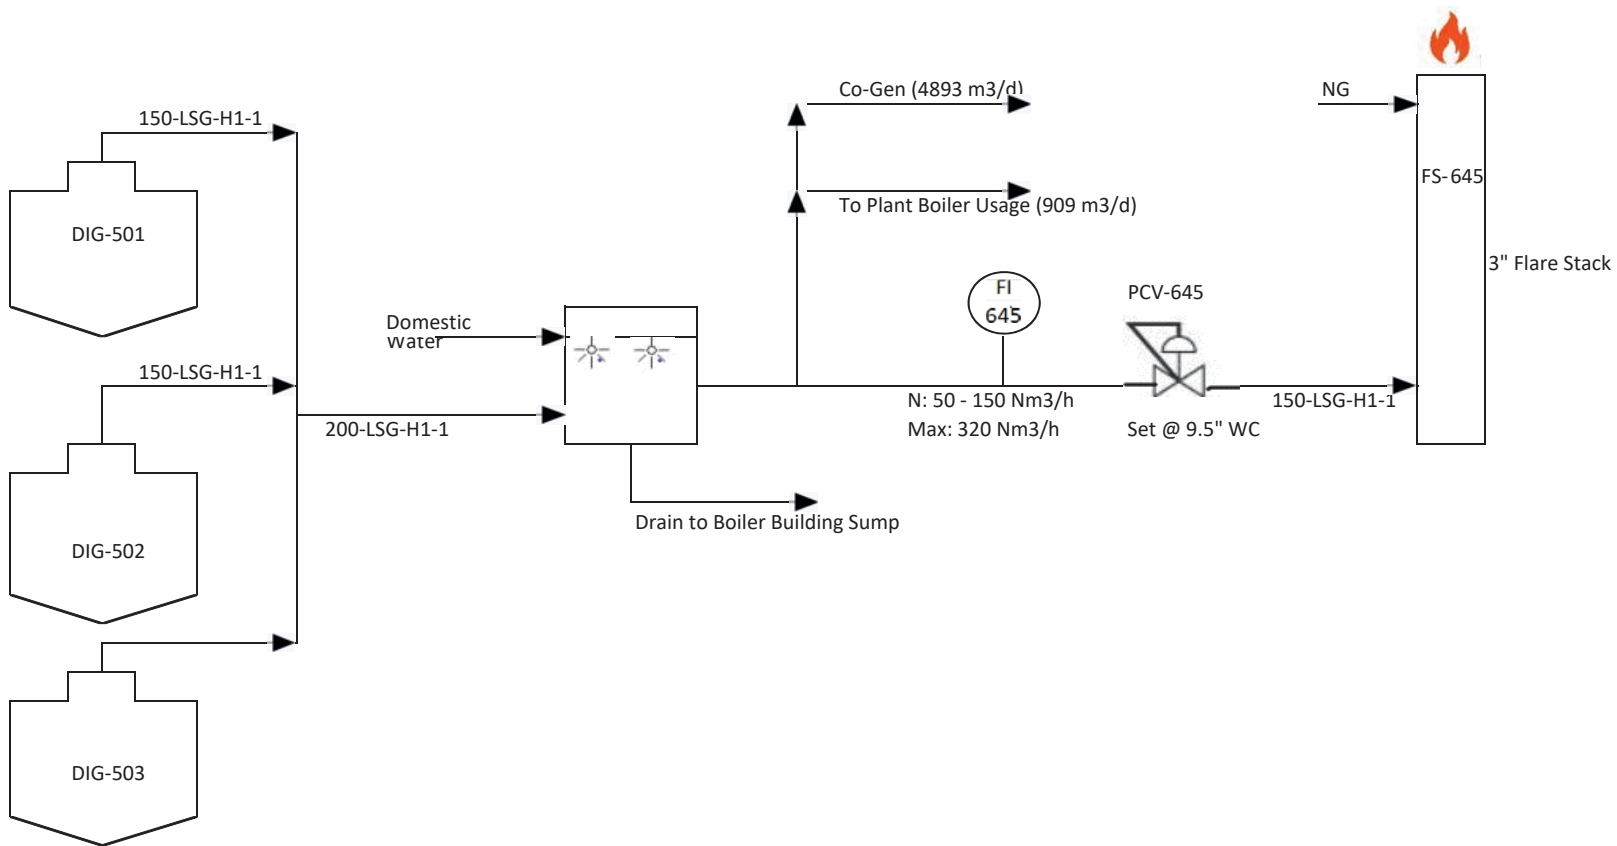 Co-Gen (4893 m3/d)
NG
150-LSG-H1-1
FS-645
To Plant Boiler Usage (909 m3/d)
DIG-501
3" Flare Stack
FI
645
PCV-645
Domestic
Water
150-LSG-H1-1
N: 50 - 150 Nm3/h
150-LSG-H1-1
200-LSG-H1-1
Max: 320 Nm3/h
Set @ 9.5" WC
Drain to Boiler Building Sump
DIG-502
DIG-503